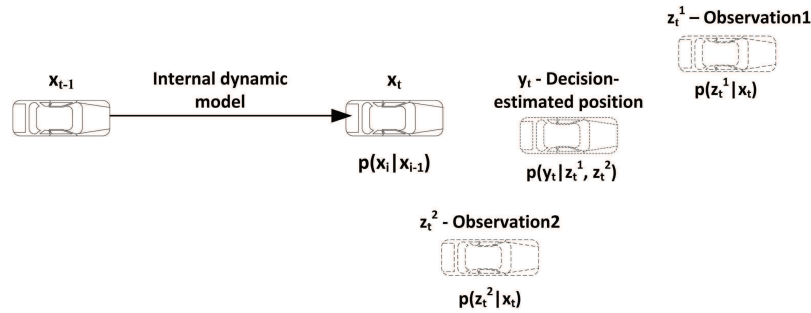 x_{t-1}
Internal dynamic
model
x_t
p(x_i|x_{i-1})
y_t - Decision-
estimated position
p(y_t|z_t^1, z_t^2)
z_t^1 – Observation1
p(z_t^1|x_t)
z_t^2 - Observation2
p(z_t^2|x_t)